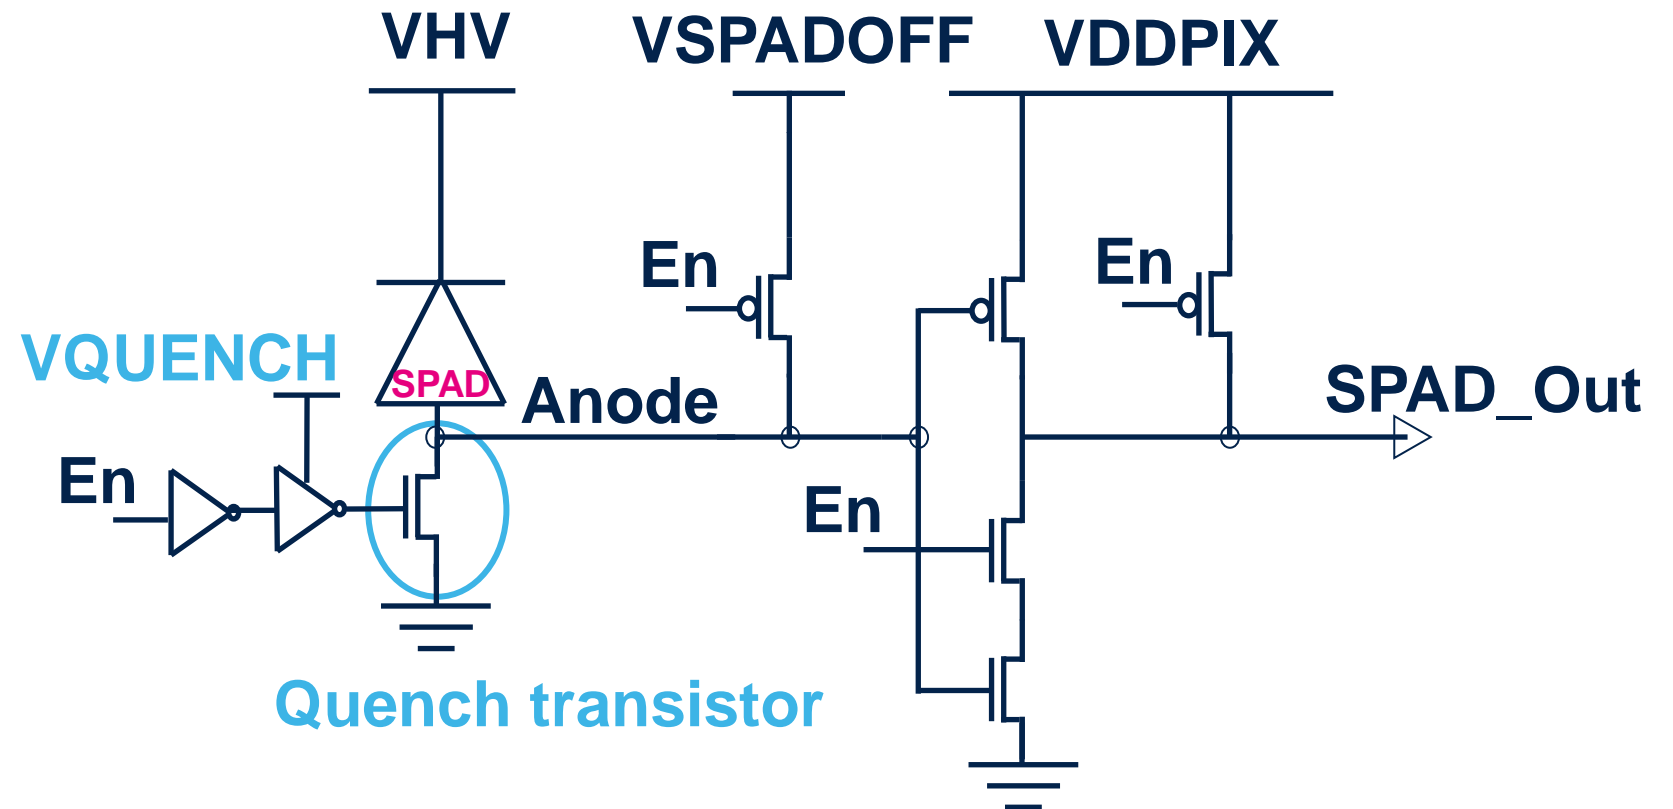 VHV
VSPADOFF
VDDPIX
En
En
VQUENCH
SPAD
Anode
SPAD_Out
En
En
Quench transistor